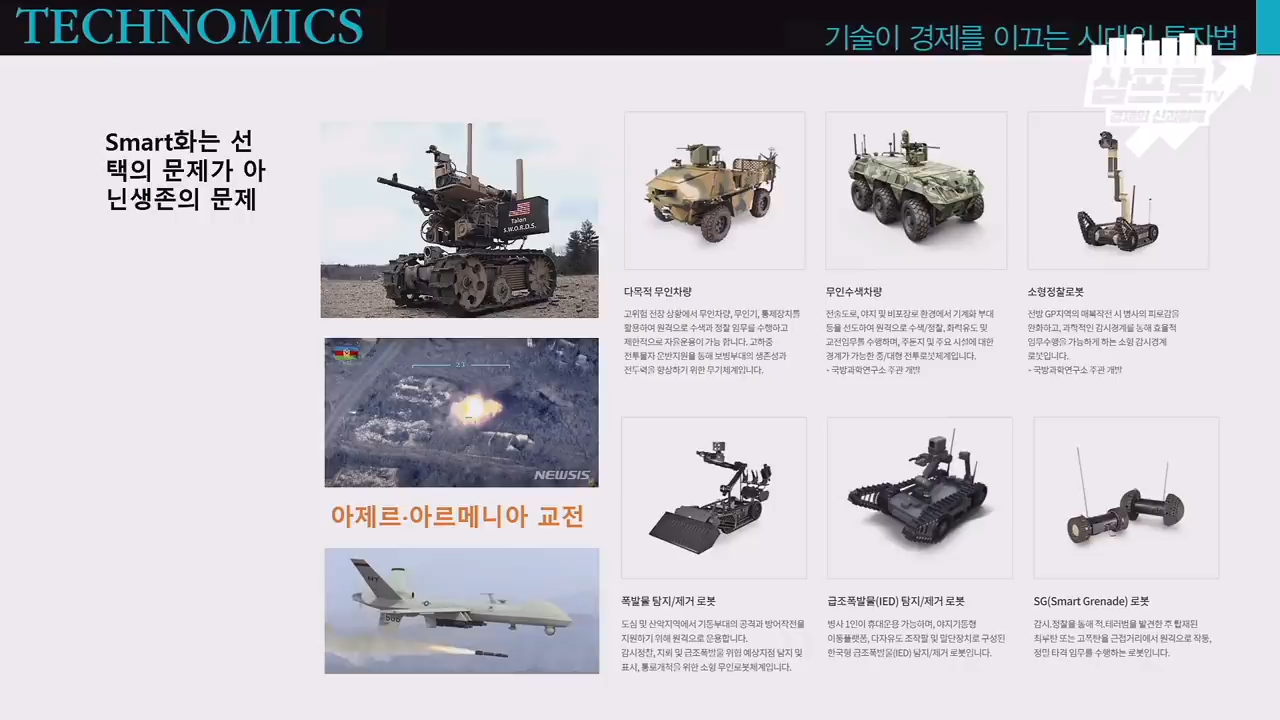 TECHNOMICS
기술이 경제를 이끄는 시대의 투자법
삼프로TV
Smart화는 선
택의 문제가 아
닌생존의 문제
Talon
S.W.O.R.D.S.
23
NEWSIS
아제르·아르메니아 교전
다목적 무인차량
고위험 전장 상황에서 무인차량, 무인기, 통제장치를
활용하여 원격으로 수색과 정찰 임무를 수행하고
제한적으로 자율운용이 가능 합니다. 고하중
전투물자 운반지원을 통해 보병부대의 생존성과
전투력을 향상하기 위한 무기체계입니다.
무인수색차량
전술도로, 야지 및 비포장로 환경에서 기계화 부대
등을 선도하여 원격으로 수색/정찰, 화력유도 및
교전임무를 수행하며, 주둔지 및 주요 시설에 대한
경계가 가능한 중/대형 전투로봇체계입니다.
- 국방과학연구소 주관 개발
소형정찰로봇
전방 GP지역의 매복작전 시 병사의 피로감을
완화하고, 과학적인 감시경계를 통해 효율적
임무수행을 가능하게 하는 소형 감시경계
로봇입니다.
- 국방과학연구소 주관 개발
폭발물 탐지/제거 로봇
도심 및 산악지역에서 기동부대의 공격과 방어작전을
지원하기 위해 원격으로 운용합니다.
감시정찰, 지뢰 및 급조폭발물 위험 예상지점 탐지 및
표시, 통로개척을 위한 소형 무인로봇체계입니다.
급조폭발물(IED) 탐지/제거 로봇
병사 1인이 휴대운용 가능하며, 야지기동형
이동플랫폼, 다자유도 조작팔 및 말단장치로 구성된
한국형 급조폭발물(IED) 탐지/제거 로봇입니다.
SG(Smart Grenade) 로봇
감시,정찰을 통해 적,테러범을 발견한 후 탑재된
최루탄 또는 고폭탄을 근접거리에서 원격으로 작동,
정밀 타격 임무를 수행하는 로봇입니다.